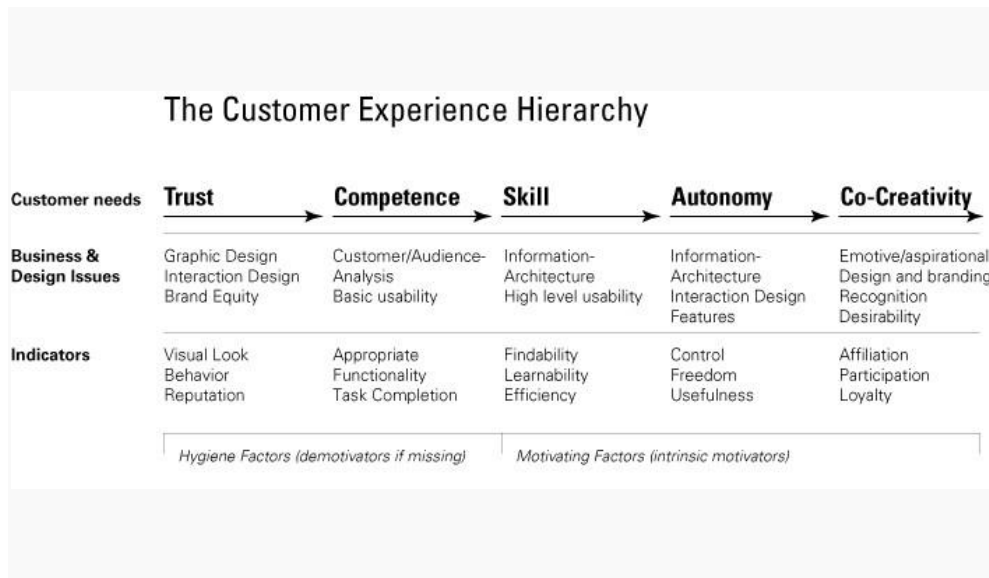 The Customer Experience Hierarchy
Customer needs Trust Competence Skill Autonomy Co-Creativity
Business & Graphic Design Customer/Audience- Information- Information- Emotive/aspirational
Design Issues Interaction Design Analysis Architecture Architecture Design and branding
Brand Equity Basic usability High level usability Interaction Design Recognition
Features Desirability
Indicators Visual Look Appropriate Findability Control Affiliation
Behavior Functionality Learnability Freedom Participation
Reputation Task Completion Efficiency Usefulness Loyalty
Hygiene Factors (demotivators if missing) Motivating Factors (intrinsic motivators)